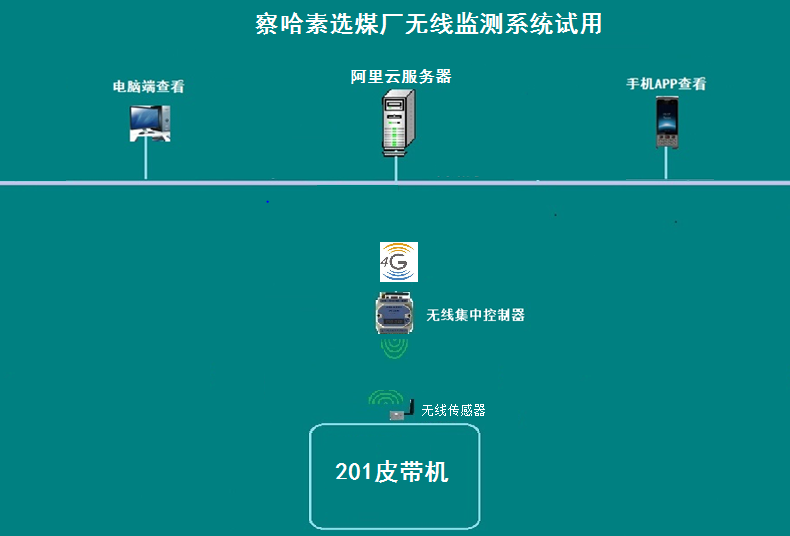 察哈素选煤厂无线监测系统试用
电脑端查看
阿里云服务器
手机APP查看
4G
无线集中控制器
无线传感器
201皮带机